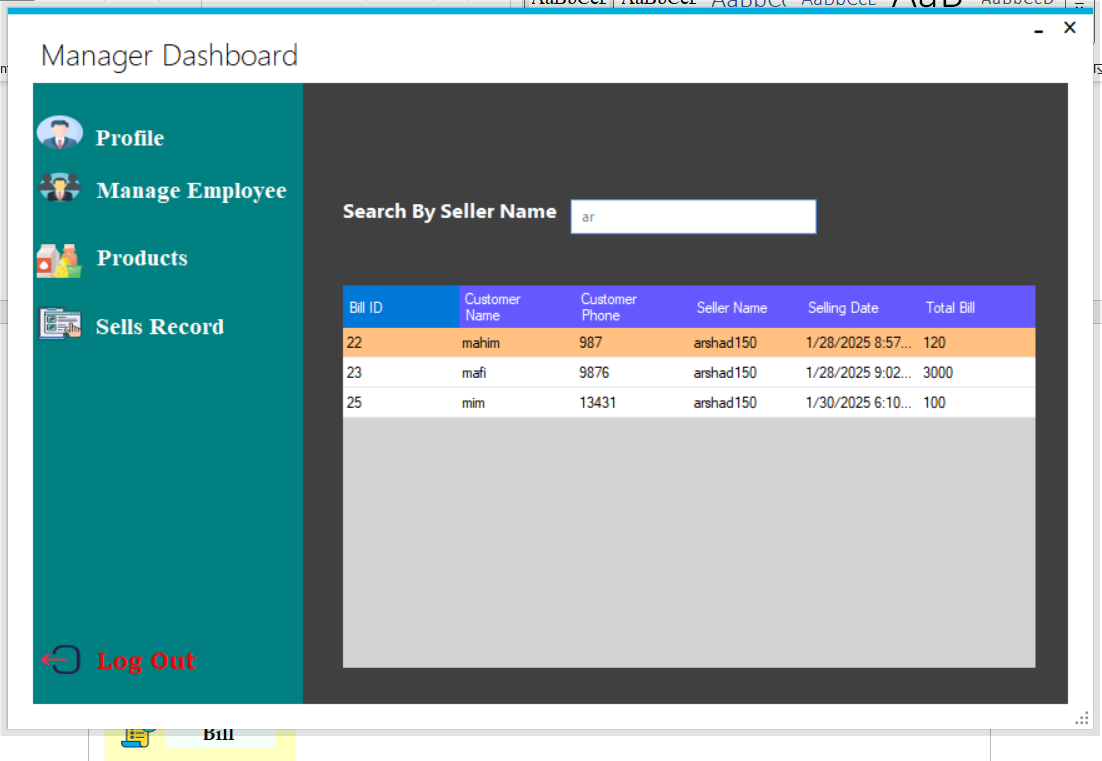 Manager Dashboard
Profile
Manage Employee
Products
Sells Record
Log Out
Search By Seller Name ar
Bill ID Customer Name Customer Phone Seller Name Selling Date Total Bill
22 mahim 987 arshad150 1/28/2025 8:57... 120
23 mafi 9876 arshad150 1/28/2025 9:02... 3000
25 mim 13431 arshad150 1/30/2025 6:10... 100
Bill